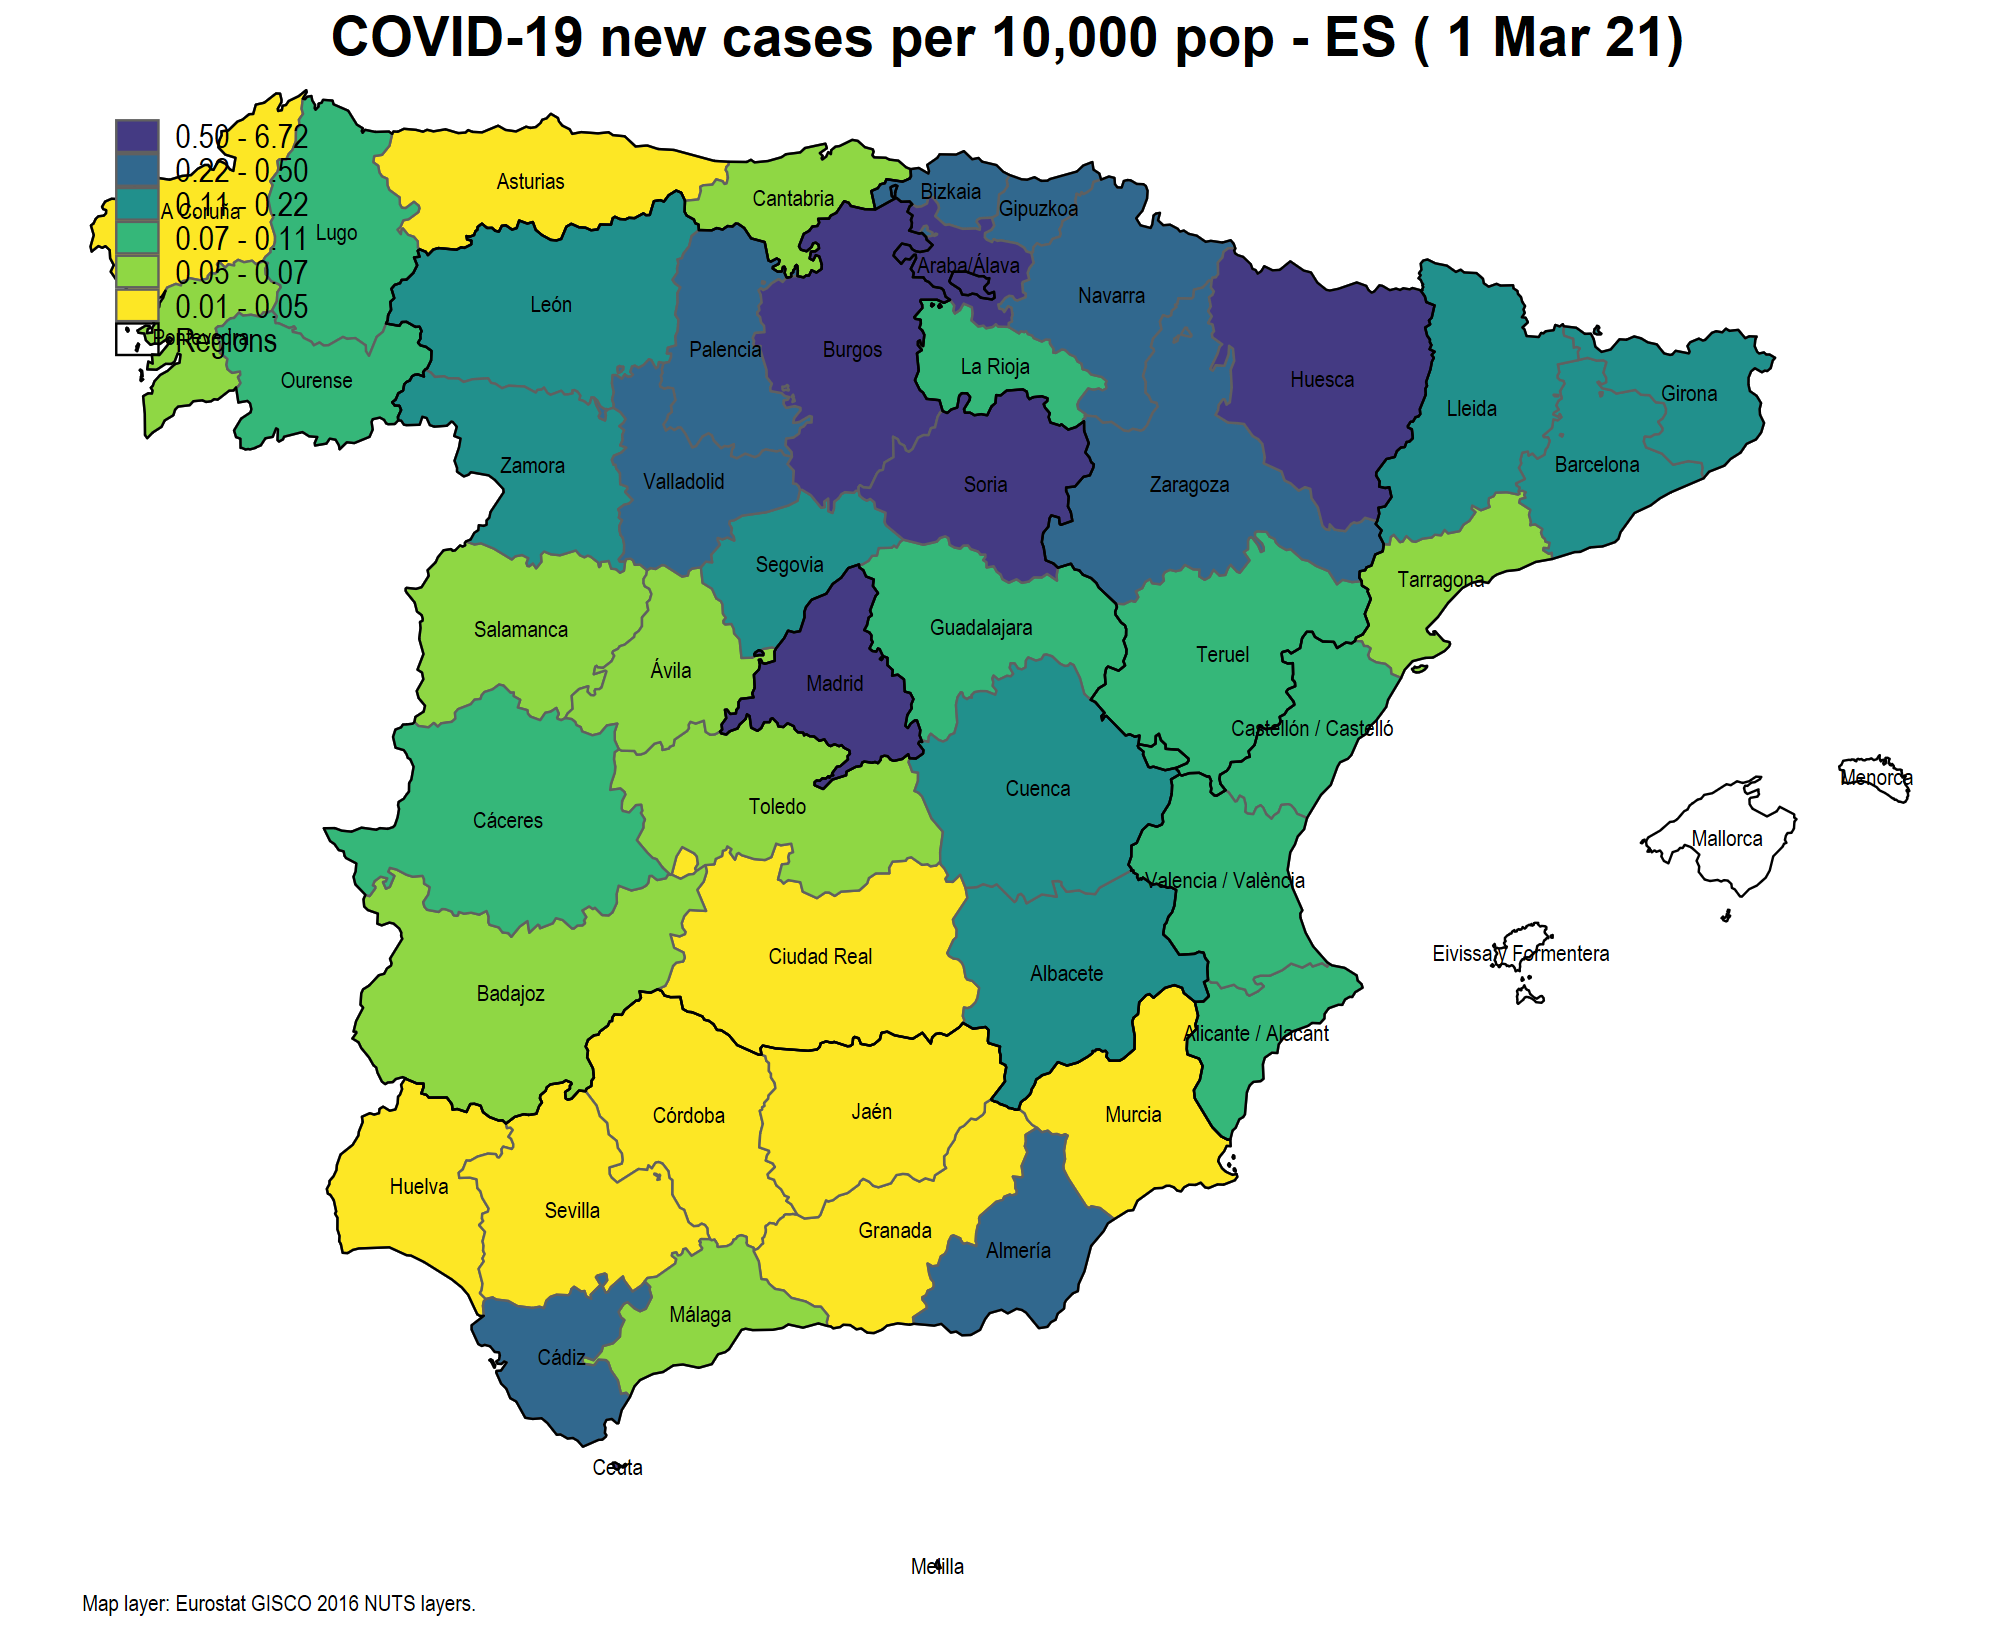 COVID-19 new cases per 10,000 pop - ES ( 1 Mar 21)
0.50 - 6.72
0.22 - 0.50
0.11 - 0.22
0.07 - 0.11
0.05 - 0.07
0.01 - 0.05
Regions
A Coruña
Lugo
Pontevedra
Ourense
Asturias
Cantabria
Bizkaia
Gipuzkoa
Araba/Álava
Navarra
León
Palencia
Burgos
La Rioja
Huesca
Lleida
Girona
Barcelona
Zamora
Valladolid
Soria
Zaragoza
Segovia
Tarragona
Salamanca
Ávila
Madrid
Guadalajara
Teruel
Castellón / Castelló
Cáceres
Toledo
Cuenca
Menorca
Mallorca
Valencia / València
Eivissa y Formentera
Badajoz
Ciudad Real
Albacete
Alicante / Alacant
Huelva
Sevilla
Córdoba
Jaén
Murcia
Granada
Almería
Málaga
Cádiz
Ceuta
Melilla
Map layer: Eurostat GISCO 2016 NUTS layers.